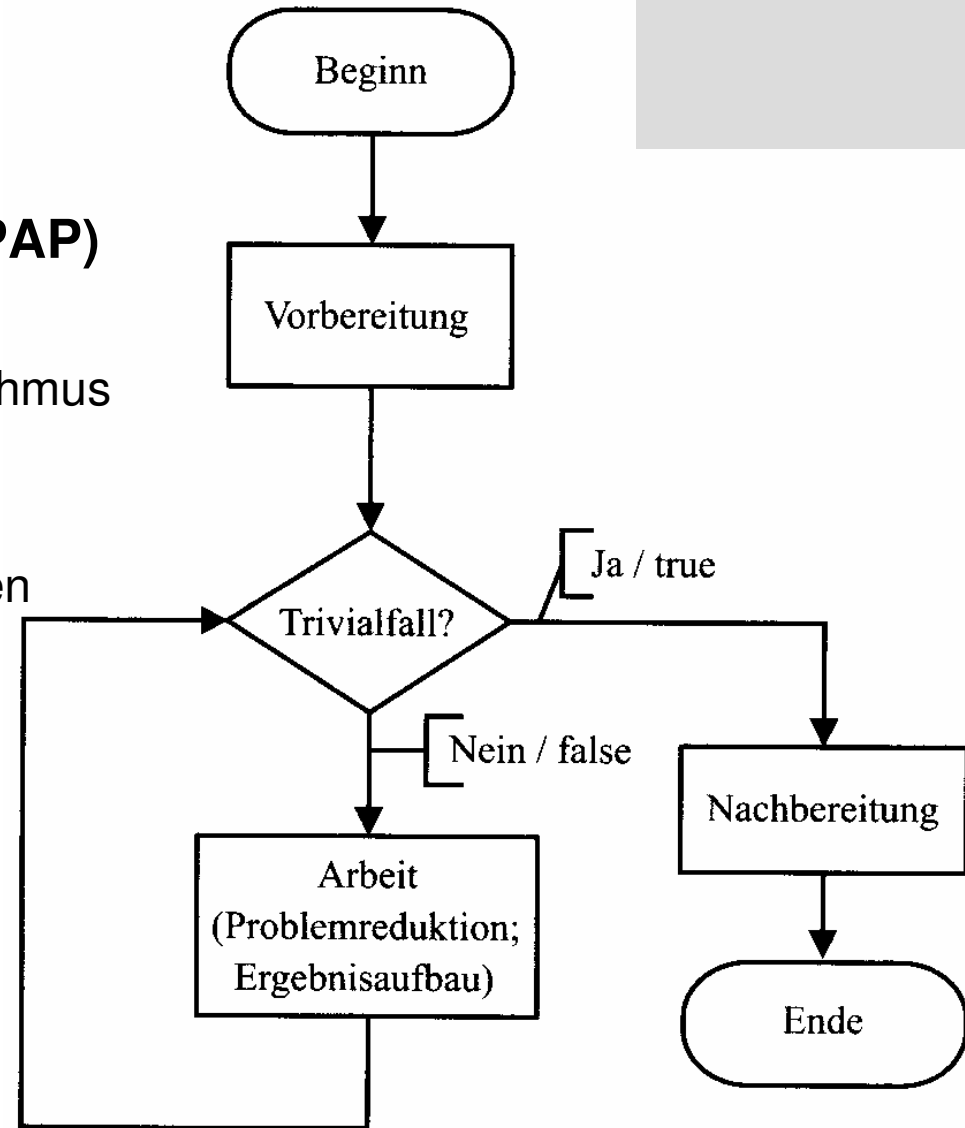 Beginn
PAP)
Vorbereitung
hmus
Ja / true
en
Trivialfall?
Nein / false
Nachbereitung
Arbeit
(Problemreduktion;
Ergebnisaufbau)
Ende